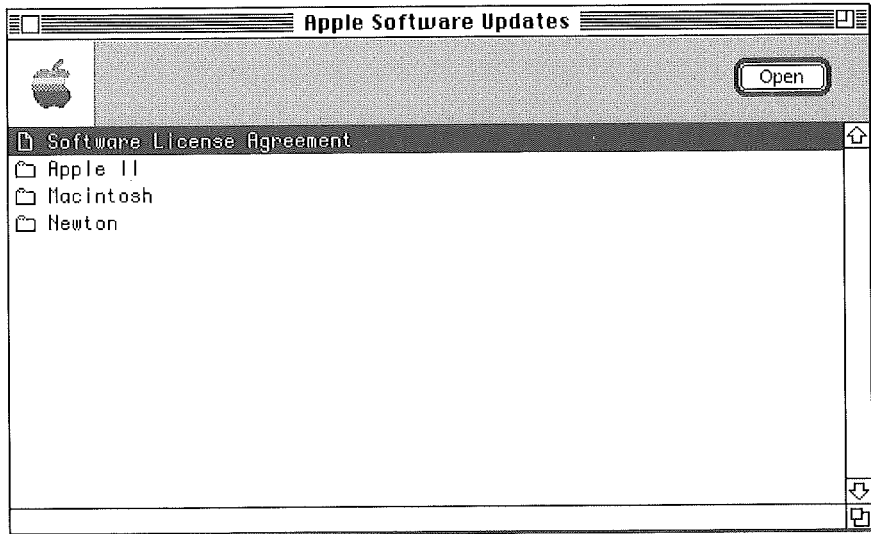 Apple Software Updates
Open
Software License Agreement
Apple II
Macintosh
Newton